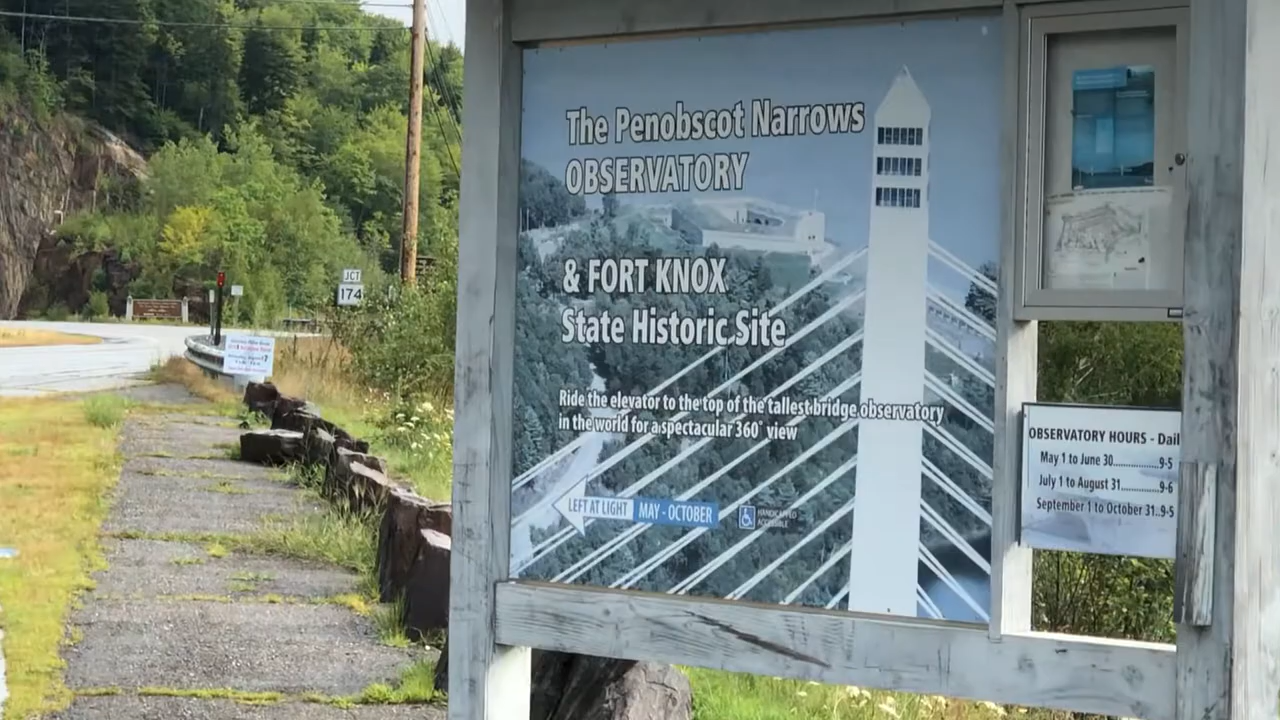 The Penobscot Narrows
OBSERVATORY
& FORT KNOX
State Historic Site
Ride the elevator to the top of the tallest bridge observatory
in the world for a spectacular 360° view
LEFT AT LIGHT MAY - OCTOBER
HANDICAPPED
ACCESSIBLE
OBSERVATORY HOURS - Dail
May 1 to June 30..............9-5
July 1 to August 31............9-6
September 1 to October 31..9-5
JCT
174